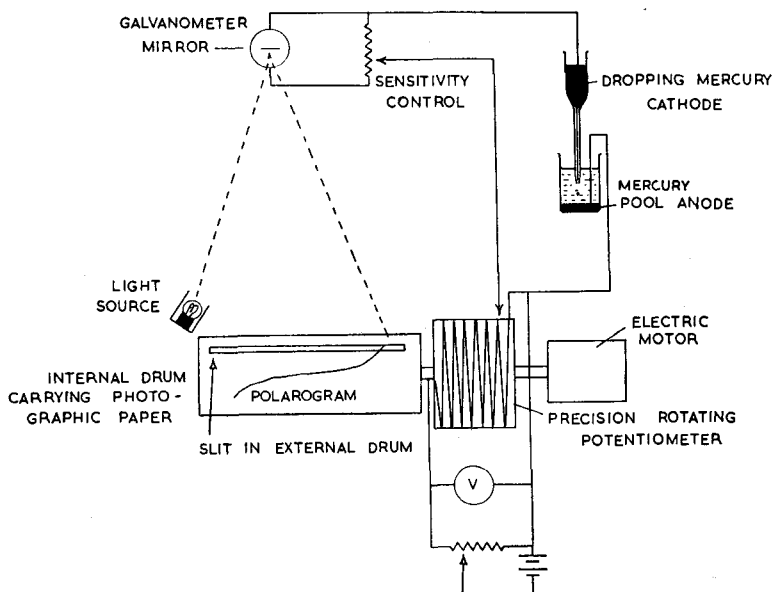 GALVANOMETER
MIRROR
SENSITIVITY
CONTROL
DROPPING MERCURY
CATHODE
MERCURY
POOL ANODE
LIGHT
SOURCE
ELECTRIC
MOTOR
INTERNAL DRUM
CARRYING PHOTO-
GRAPHIC PAPER
POLAROGRAM
PRECISION ROTATING
POTENTIOMETER
SLIT IN EXTERNAL DRUM
V